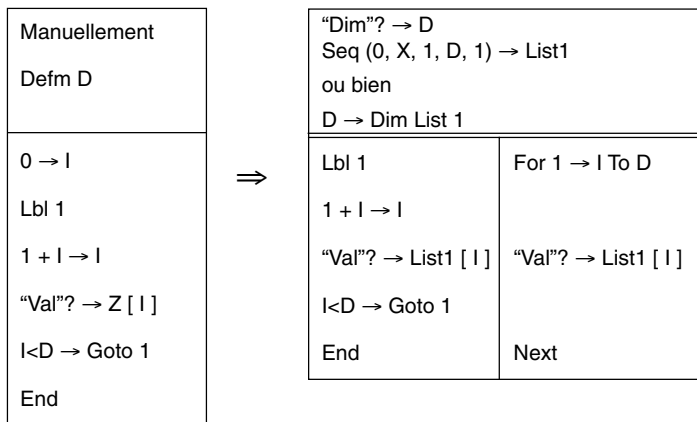 Manuellement
Defm D
0 → I
Lbl 1
1 + I → I
“Val”? → Z [ I ]
I<D → Goto 1
End
⇒
“Dim”? → D
Seq (0, X, 1, D, 1) → List1
ou bien
D → Dim List 1
Lbl 1
1 + I → I
“Val”? → List1 [ I ]
I<D → Goto 1
End
For 1 → I To D
“Val”? → List1 [ I ]
Next